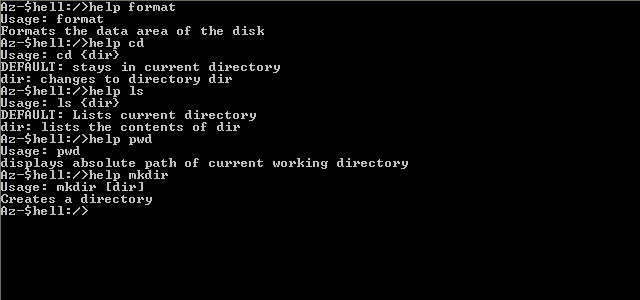 Az-$hell:/>help format
Usage: format
Formats the data area of the disk
Az-$hell:/>help cd
Usage: cd {dir}
DEFAULT: stays in current directory
dir: changes to directory dir
Az-$hell:/>help ls
Usage: ls {dir}
DEFAULT: Lists current directory
dir: lists the contents of dir
Az-$hell:/>help pwd
Usage: pwd
displays absolute path of current working directory
Az-$hell:/>help mkdir
Usage: mkdir [dir]
Creates a directory
Az-$hell:/>